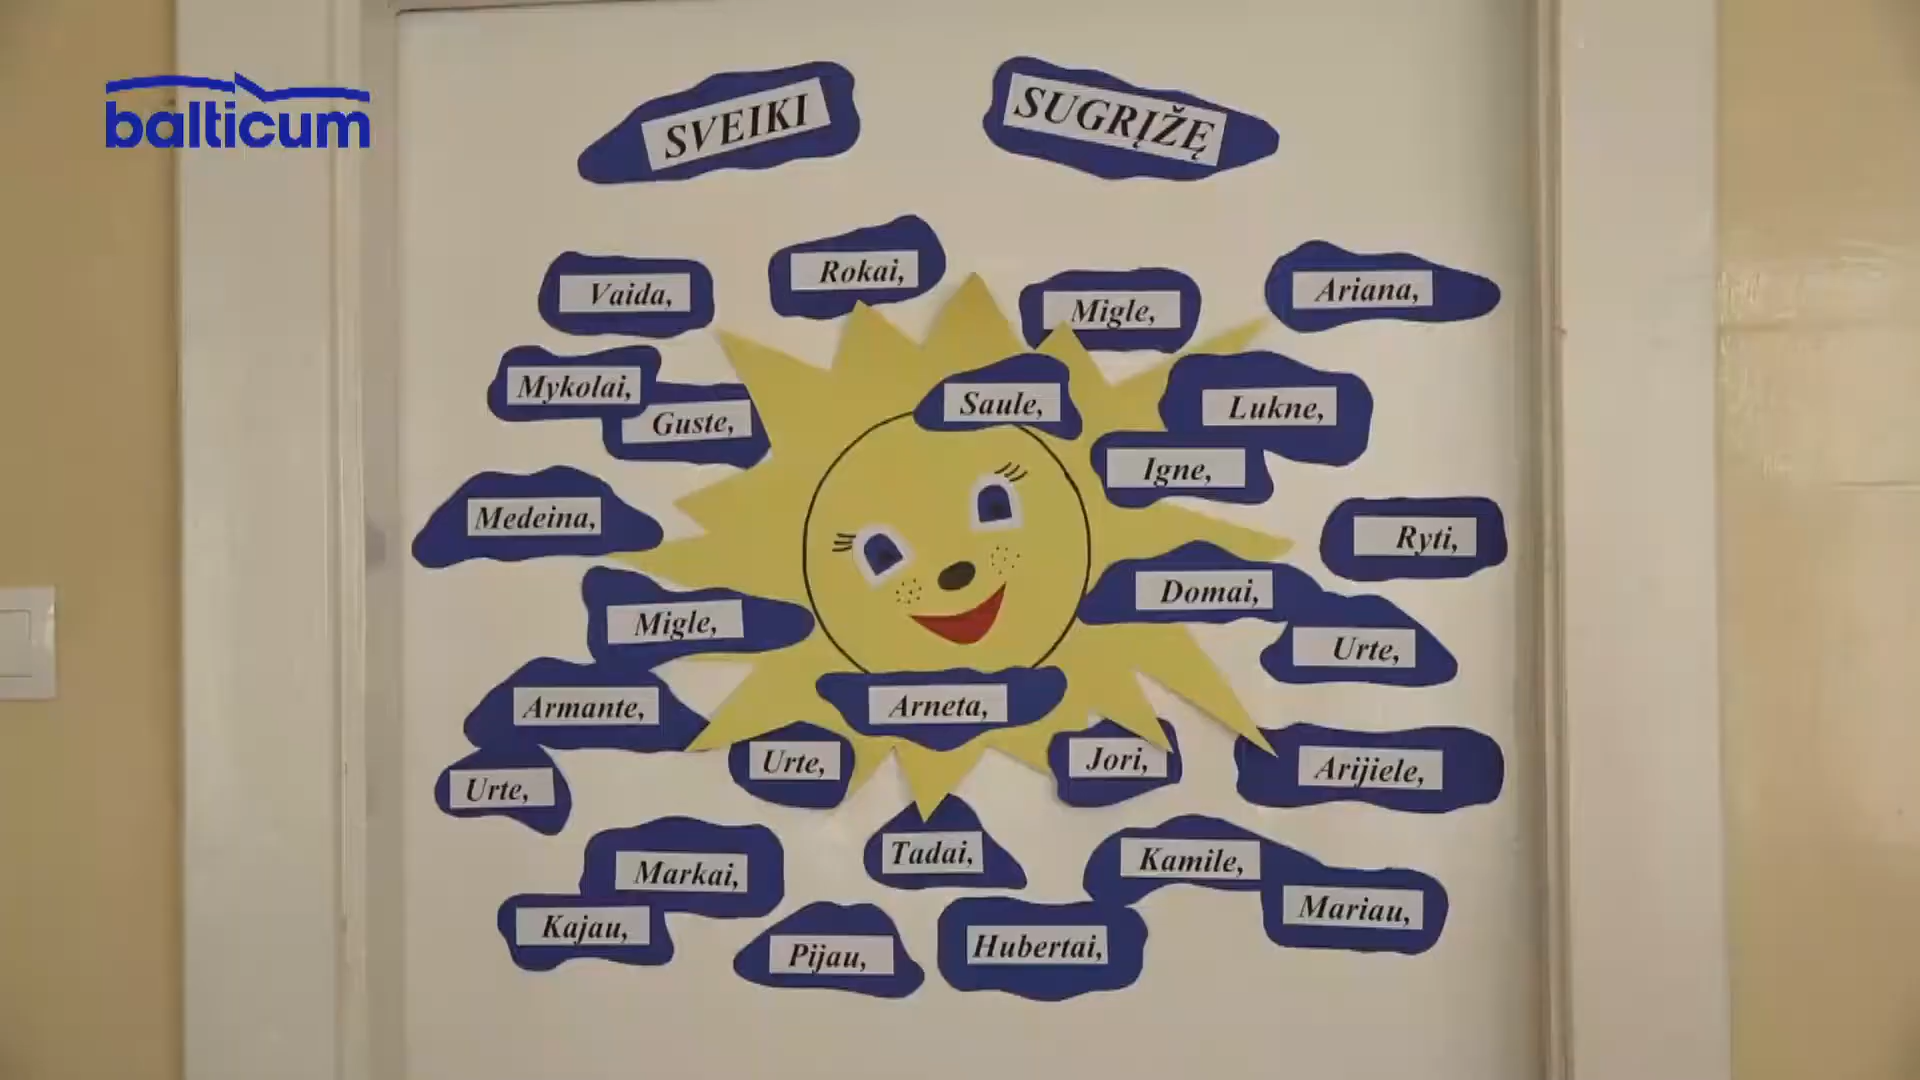 balticum
SVEIKI SUGRĮŽĘ
Vaida,
Rokai,
Migle,
Ariana,
Mykolai,
Guste,
Saule,
Lukne,
Igne,
Medeina,
Ryti,
Migle,
Domai,
Urte,
Armante,
Arneta,
Urte,
Urte,
Jori,
Arijiele,
Markai,
Tadai,
Kamile,
Kajau,
Pijau,
Hubertai,
Mariau,